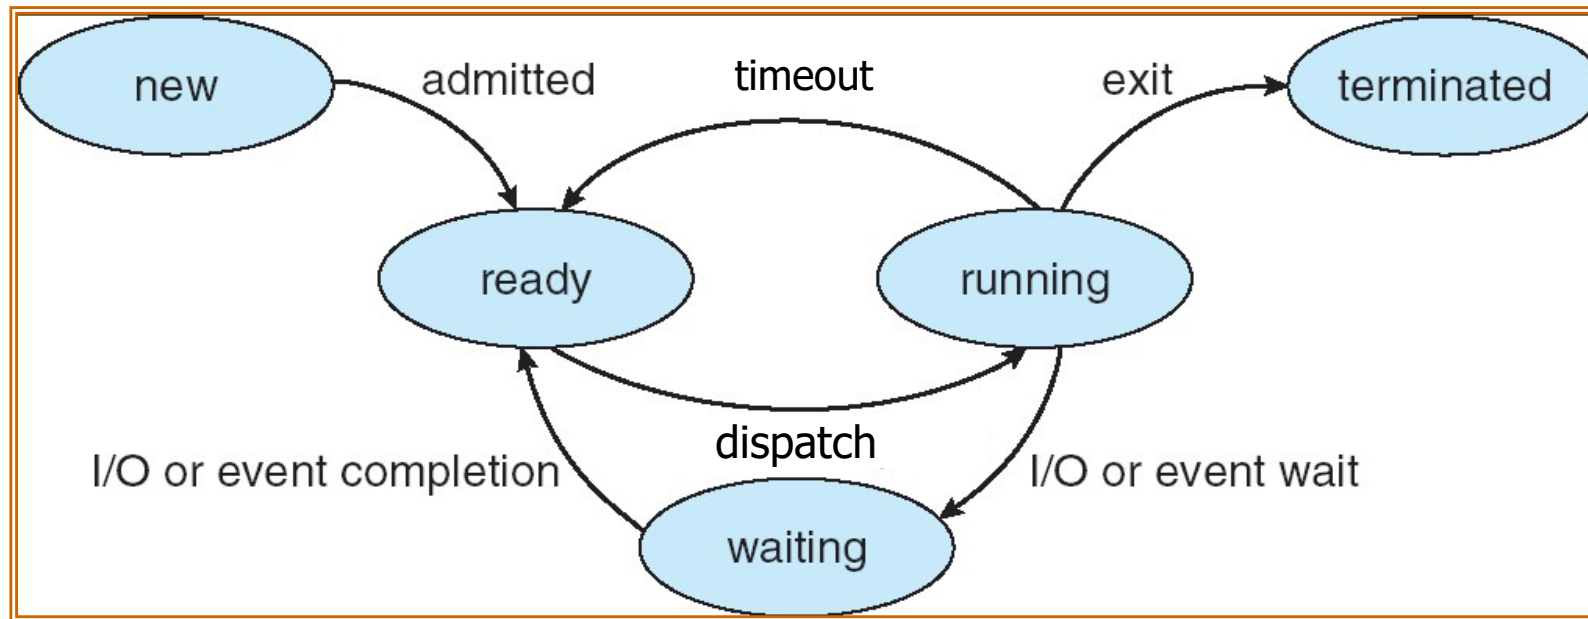 new
admitted
timeout
exit
terminated
ready
running
dispatch
I/O or event completion
I/O or event wait
waiting